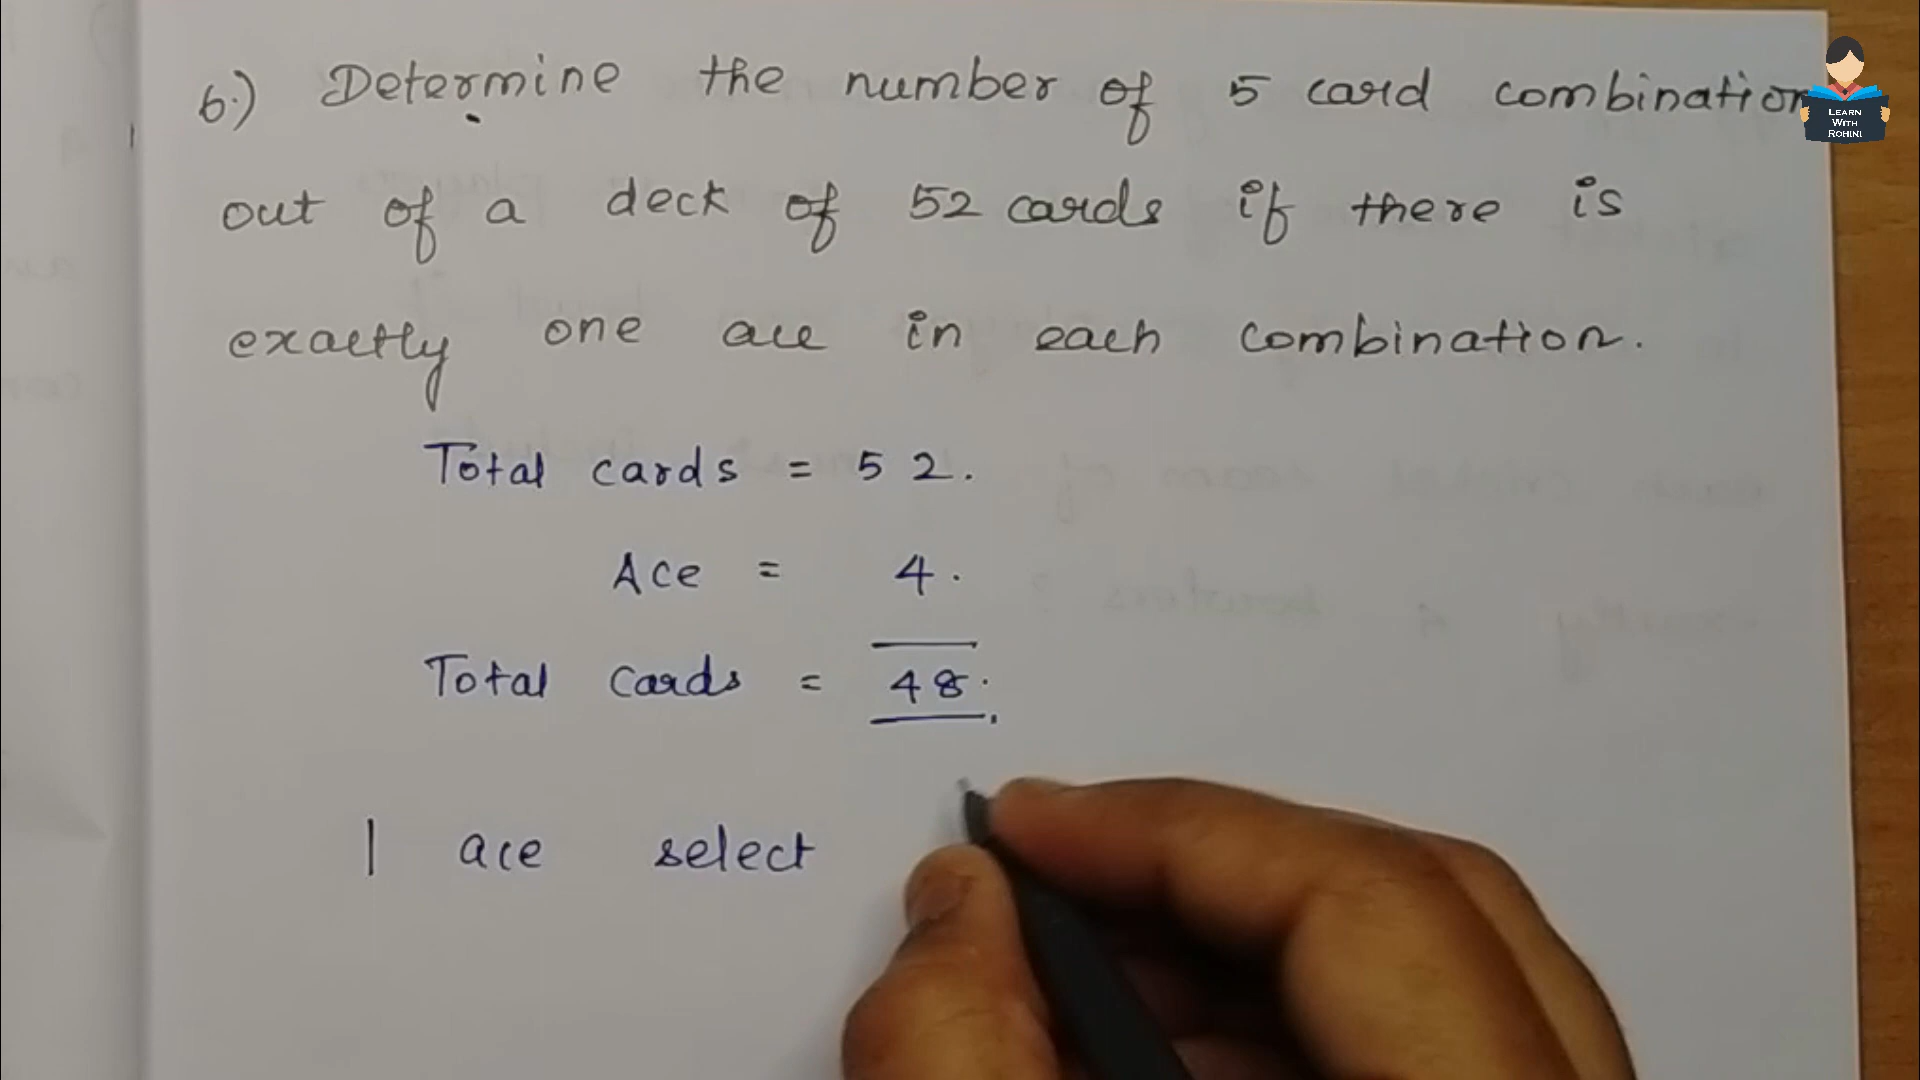 6.) Determine the number of 5 card combination
out of a deck of 52 cards if there is
exactly one ace in each combination.
Total cards = 52.
Ace = 4.
Total cards = 48.
1 ace select
LEARN
WITH
ROHINI